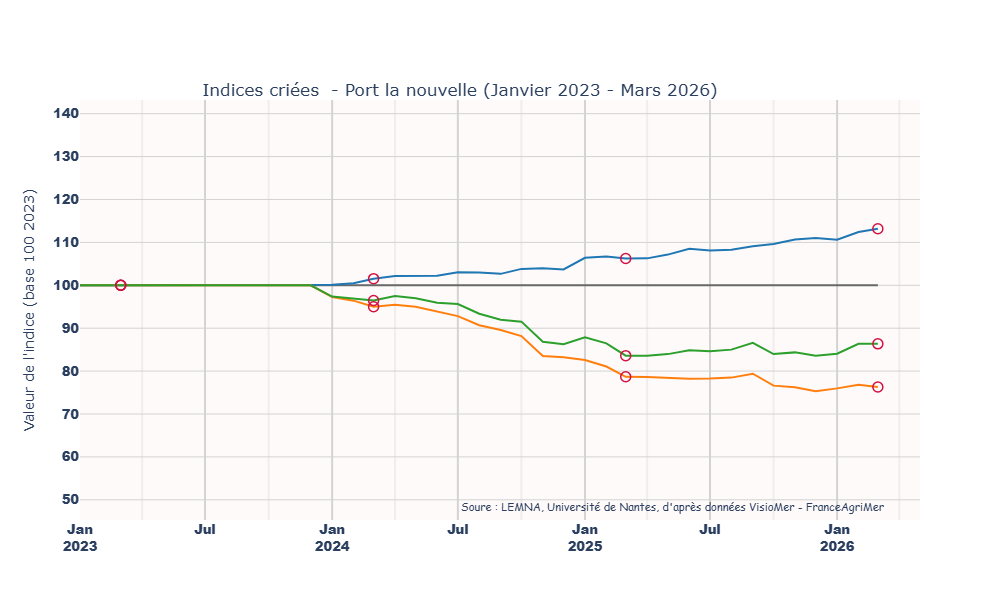 Indices criées  - Port la nouvelle (Janvier 2023 - Mars 2026)
Valeur de l'indice (base 100 2023)
140
130
120
110
100
90
80
70
60
50
Soure : LEMNA, Université de Nantes, d'après données VisioMer - FranceAgriMer
Jan Jul Jan Jul Jan Jul Jan
2023 2024 2025 2026